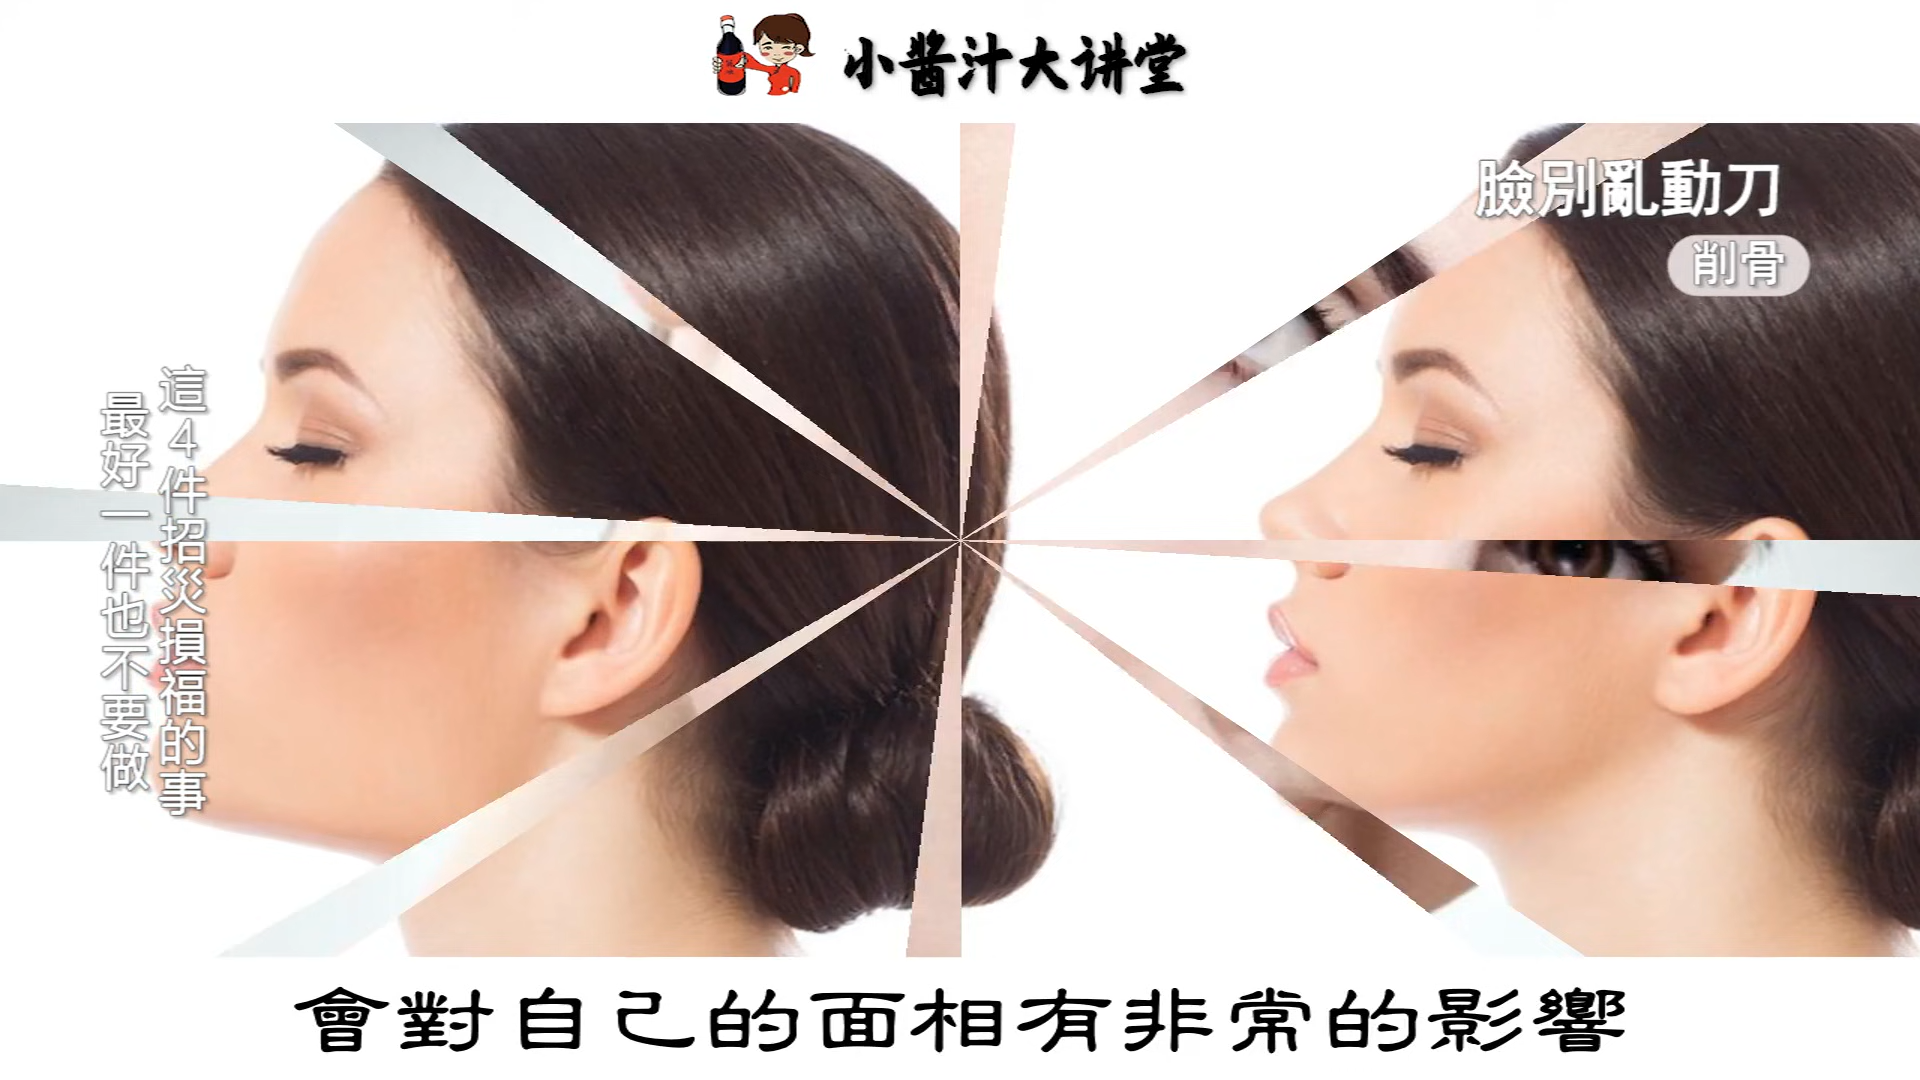 小酱汁大讲堂
臉別亂動刀
削骨
這4件招災損福的事
最好一件也不要做
會對自己的面相有非常的影響